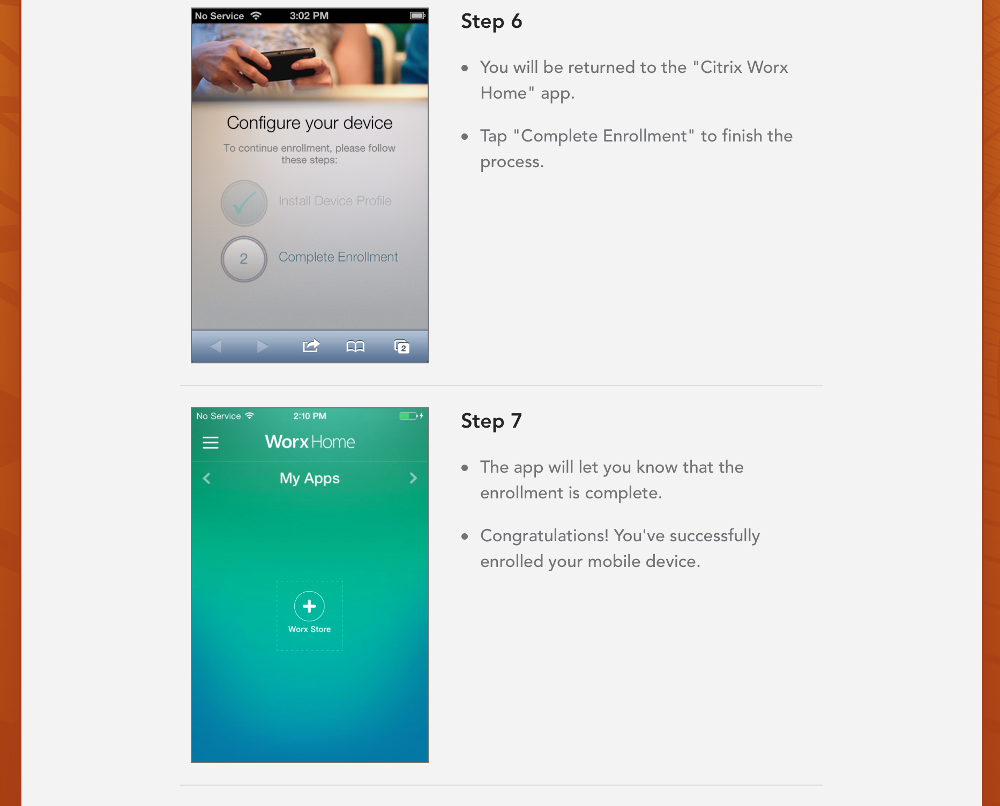 No Service 3:02 PM
Configure your device
To continue enrollment, please follow
these steps:
Install Device Profile
2 Complete Enrollment
2
Step 6
• You will be returned to the "Citrix Worx
Home" app.
• Tap "Complete Enrollment" to finish the
process.
No Service 2:10 PM
Worx Home
My Apps
Worx Store
Step 7
• The app will let you know that the
enrollment is complete.
• Congratulations! You've successfully
enrolled your mobile device.